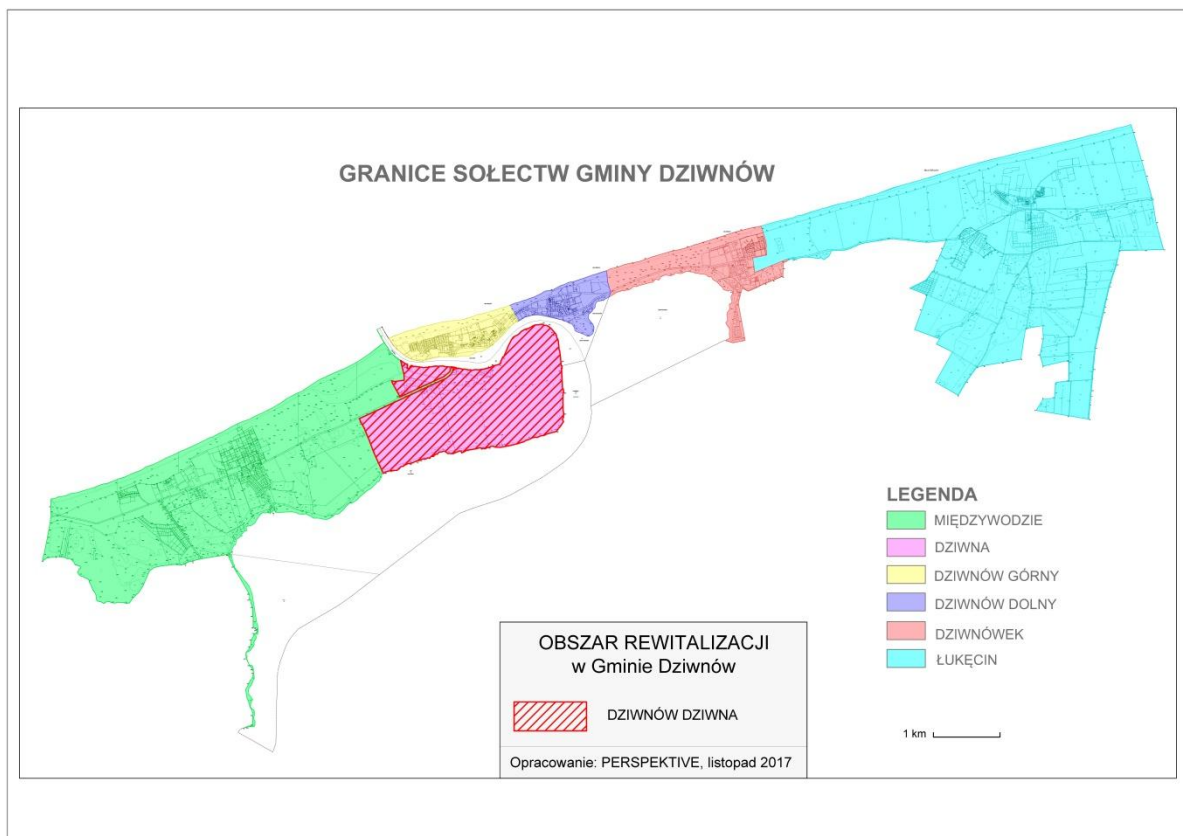 GRANICE SOŁECTW GMINY DZIWNÓW
LEGENDA
MIĘDZYWODZIE
DZIWNA
DZIWNÓW GÓRNY
DZIWNÓW DOLNY
DZIWNÓWEK
ŁUKĘCIN
OBSZAR REWITALIZACJI
w Gminie Dziwnów
DZIWNÓW DZIWNA
Opracowanie: PERSPEKTIVE, listopad 2017
1 km